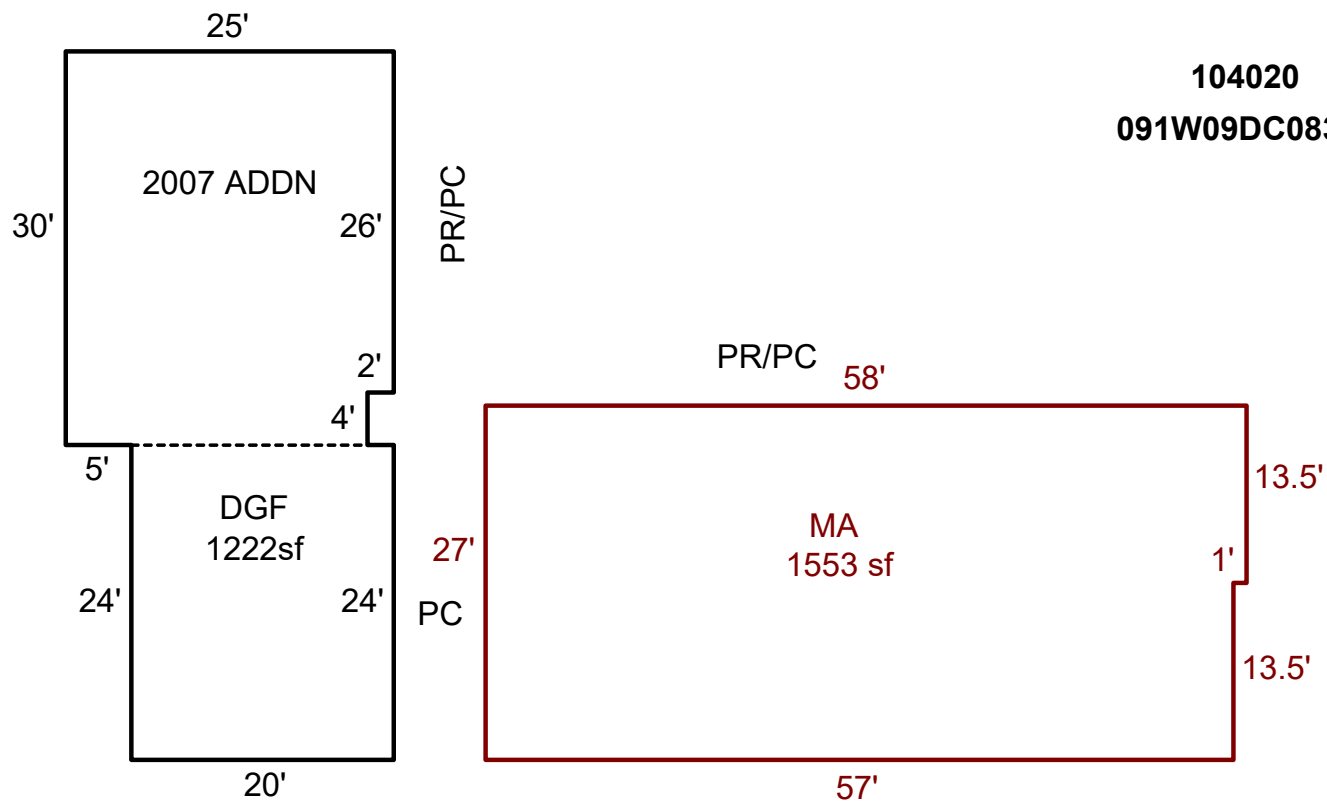 25'
104020
091W09DC083
2007 ADDN
30'
26'
PR/PC
2'
4'
5'
PR/PC
58'
DGF
1222sf
24'
24'
20'
PC
27'
MA
1553 sf
13.5'
1'
13.5'
57'